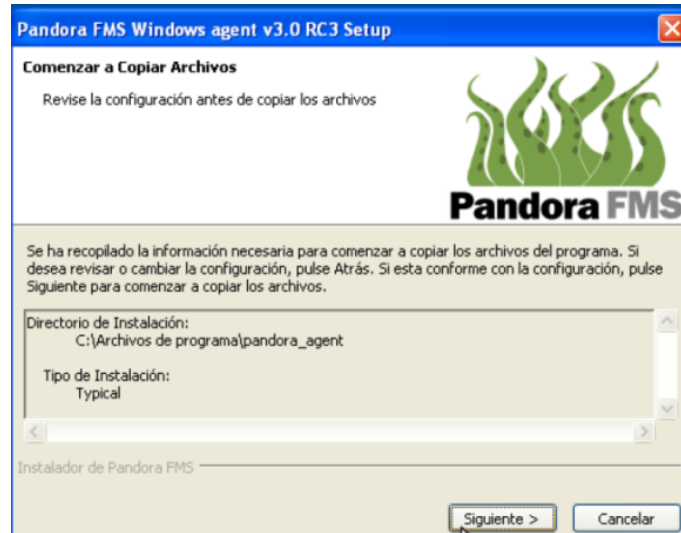 Pandora FMS Windows agent v3.0 RC3 Setup
Comenzar a Copiar Archivos
Revise la configuración antes de copiar los archivos
Pandora FMS
Se ha recopilado la información necesaria para comenzar a copiar los archivos del programa. Si
desea revisar o cambiar la configuración, pulse Atrás. Si esta conforme con la configuración, pulse
Siguiente para comenzar a copiar los archivos.
Directorio de Instalación:
C:\Archivos de programa\pandora_agent
Tipo de Instalación:
Typical
Instalador de Pandora FMS
Siguiente >
Cancelar